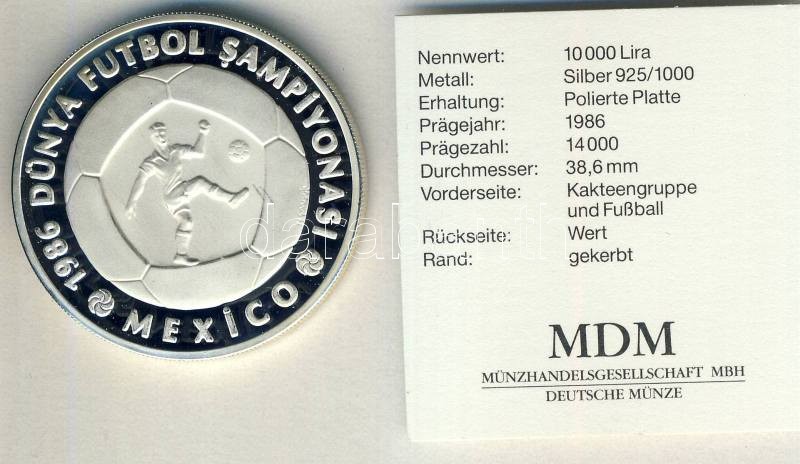 1986 DÜNYA FUTBOL ŞAMPİYONASI
MEXİCO
Nennwert: 10 000 Lira
Metall: Silber 925/1000
Erhaltung: Polierte Platte
Prägejahr: 1986
Prägezahl: 14 000
Durchmesser: 38,6 mm
Vorderseite: Kakteengruppe
und Fußball
Rückseite: Wert
Rand: gekerbt
MDM
MÜNZHANDELSGESELLSCHAFT MBH
DEUTSCHE MÜNZE